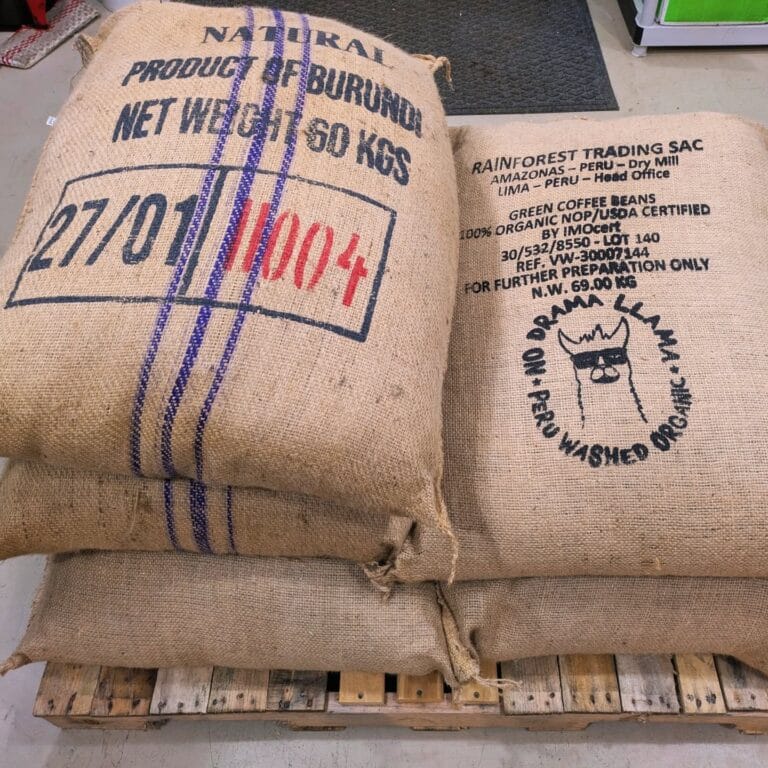 NATURAL
PRODUCT OF BURUNDI
NET WEIGHT 60 KGS
27/01 11004
RAINFOREST TRADING SAC
AMAZONAS – PERU – Dry Mill
LIMA – PERU – Head Office
GREEN COFFEE BEANS
100% ORGANIC NOP/USDA CERTIFIED
BY IMOcert
30/532/8550 - LOT 140
REF. VW-30007144
FOR FURTHER PREPARATION ONLY
N.W. 69.00 KG
NO DRAMA LLAMA
PERU WASHED ORGANIC